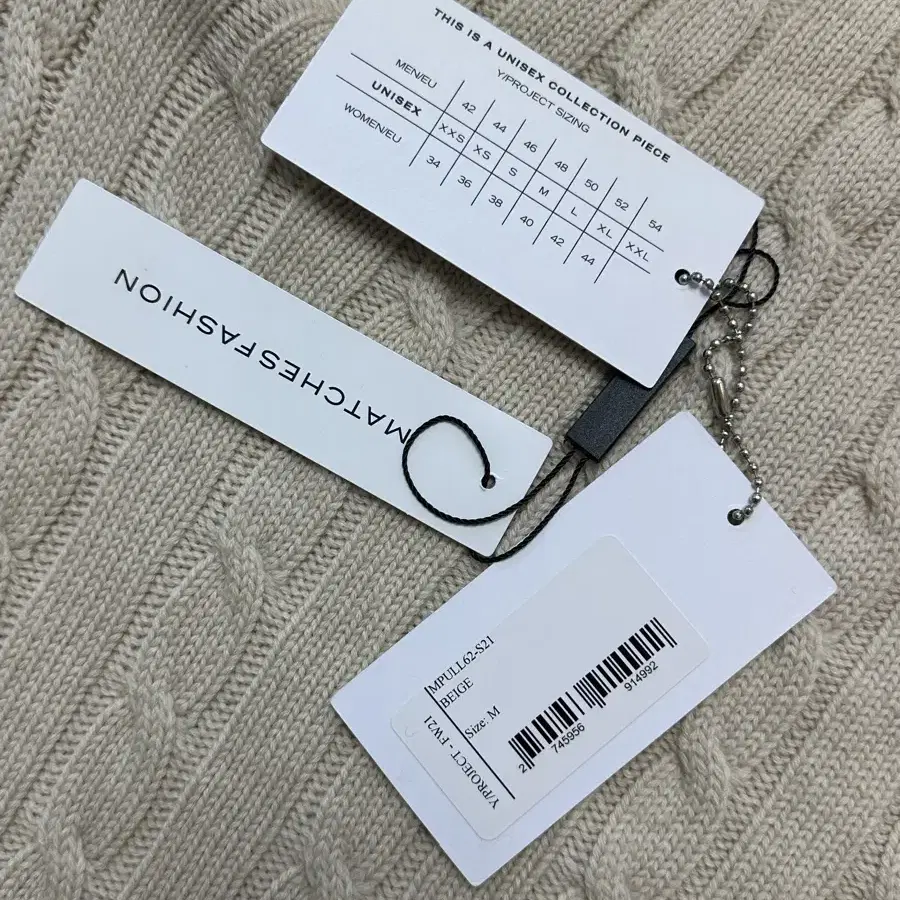 THIS IS A UNISEX COLLECTION PIECE
Y/PROJECT SIZING
MEN/EU 42 44 46 48 50 52 54
UNISEX XXS XS S M L XL XXL
WOMEN/EU 34 36 38 40 42 44
MATCHESFASHION
MPULL62-S21
BEIGE
Size: M
Y/PROJECT - FW21
2 745956 914992